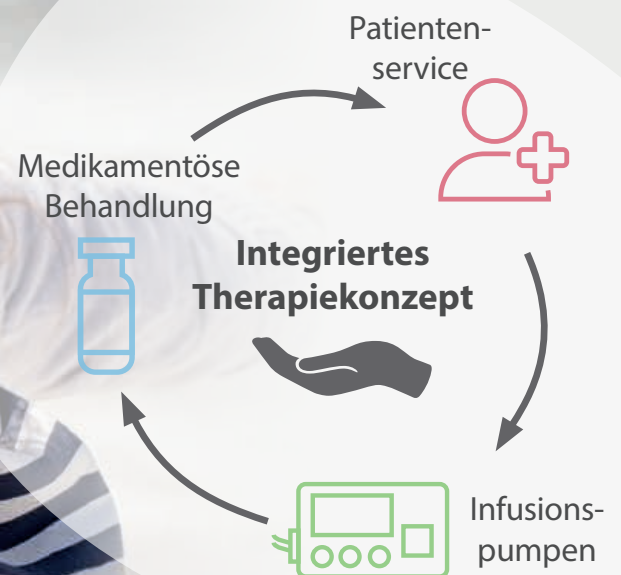 Patienten-
service
Medikamentöse
Behandlung
Integriertes
Therapiekonzept
Infusions-
pumpen